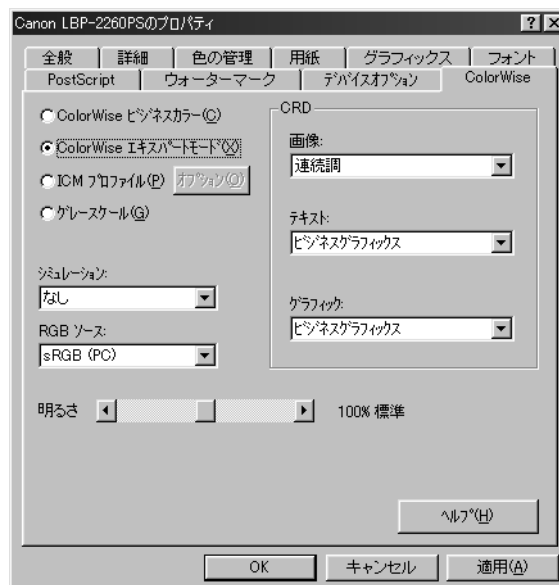 Canon LBP-2260PSのプロパティ
全般 詳細 色の管理 用紙 グラフィックス フォント
PostScript ウォーターマーク デバイスオプション ColorWise
ColorWise ビジネスカラー(C)
ColorWise エキスパートモード(X)
ICM プロファイル(P) オプション(O)
グレースケール(G)
シミュレーション:
なし
RGB ソース:
sRGB (PC)
CRD
画像:
連続調
テキスト:
ビジネスグラフィックス
グラフィック:
ビジネスグラフィックス
明るさ 100% 標準
ヘルプ(H)
OK キャンセル 適用(A)